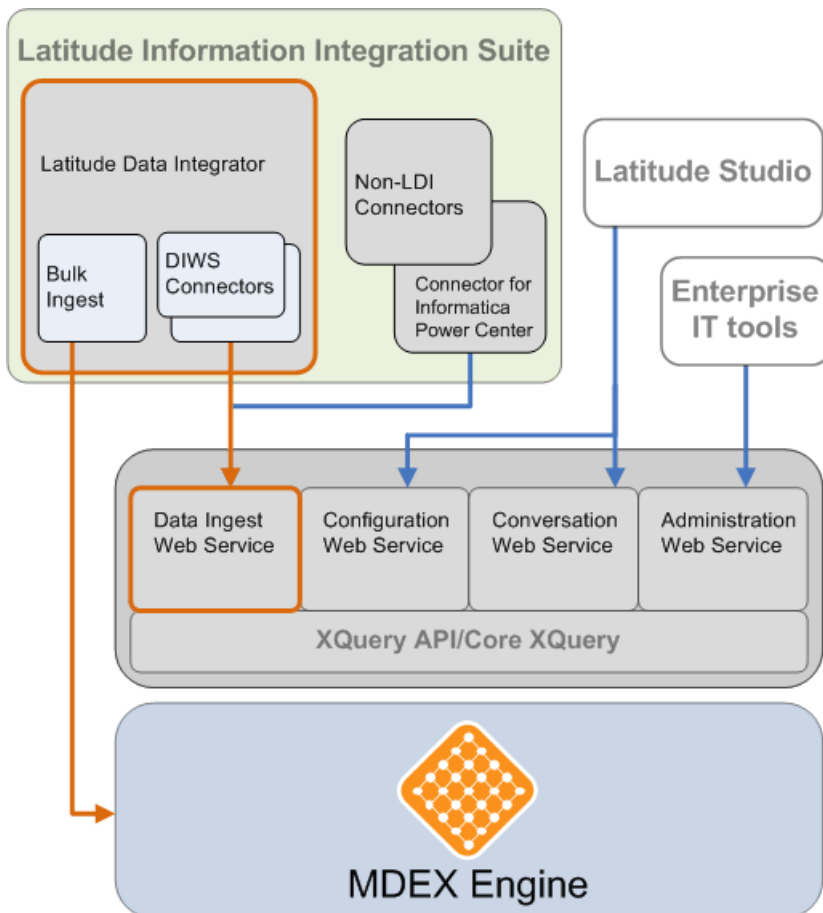 Latitude Information Integration Suite
Latitude Data Integrator
Bulk
Ingest
DIWS
Connectors
Non-LDI
Connectors
Connector for
Informatica
Power Center
Latitude Studio
Enterprise
IT tools
Data Ingest
Web Service
Configuration
Web Service
Conversation
Web Service
Administration
Web Service
XQuery API/Core XQuery
MDEX Engine